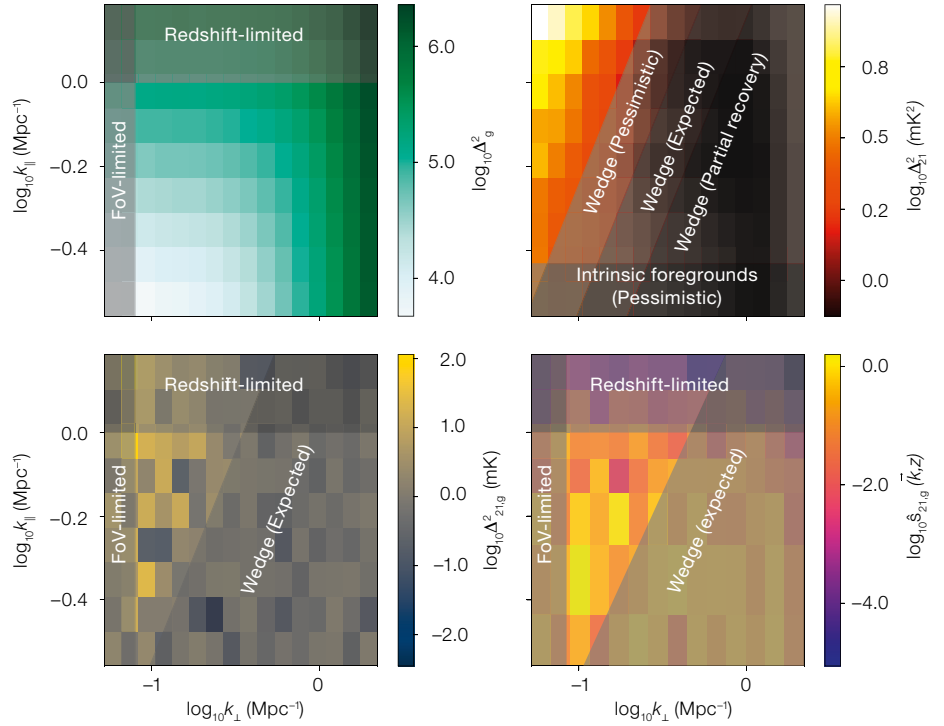 Redshift-limited
FoV-limited
0.0
−0.2
−0.4
log₁₀k∥ (Mpc⁻¹)
6.0
5.0
4.0
log₁₀Δ²g
Wedge (Pessimistic)
Wedge (Expected)
Wedge (Partial recovery)
Intrinsic foregrounds
(Pessimistic)
0.8
0.5
0.2
0.0
log₁₀Δ²₂₁ (mK²)
Redshift-limited
FoV-limited
Wedge (Expected)
0.0
−0.2
−0.4
log₁₀k∥ (Mpc⁻¹)
−1
0
log₁₀k⊥ (Mpc⁻¹)
2.0
1.0
0.0
−1.0
−2.0
log₁₀Δ²₂₁,g (mK)
Redshift-limited
FoV-limited
Wedge (expected)
−1
0
log₁₀k⊥ (Mpc⁻¹)
0.0
−2.0
−4.0
log₁₀ŝ₂₁,g (k⃗,z)